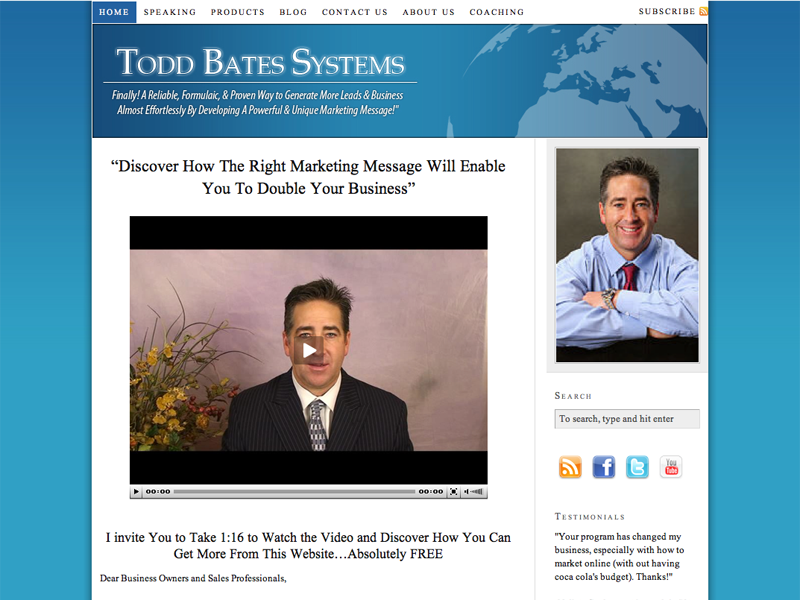 HOME SPEAKING PRODUCTS BLOG CONTACT US ABOUT US COACHING SUBSCRIBE
TODD BATES SYSTEMS
Finally! A Reliable, Formulaic, & Proven Way to Generate More Leads & Business
Almost Effortlessly By Developing A Powerful & Unique Marketing Message!"
“Discover How The Right Marketing Message Will Enable
You To Double Your Business”
00:00 00:00
I invite You to Take 1:16 to Watch the Video and Discover How You Can
Get More From This Website…Absolutely FREE
Dear Business Owners and Sales Professionals,
SEARCH
To search, type and hit enter
You
Tube
TESTIMONIALS
"Your program has changed my
business, especially with how to
market online (with out having
coca cola's budget). Thanks!"